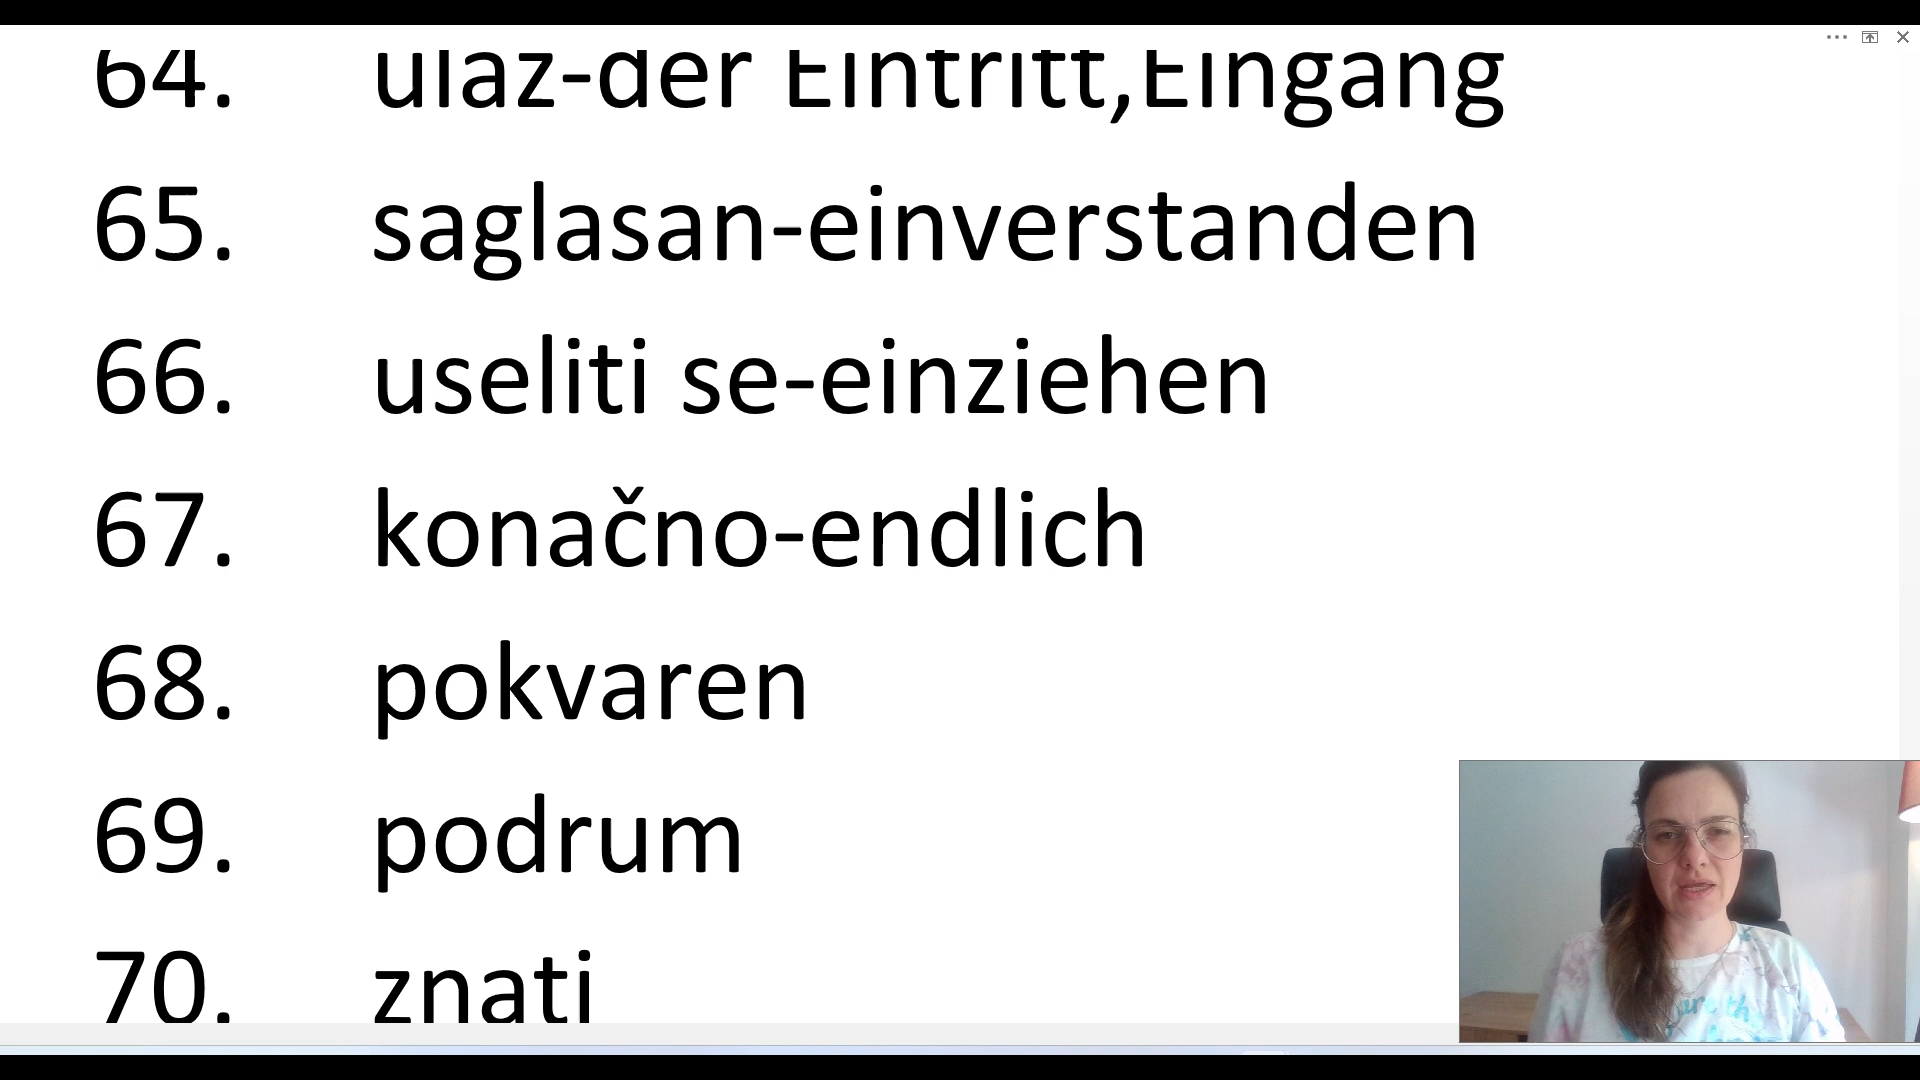 64. ulaz-der Eintritt,Eingang
65. saglasan-einverstanden
66. useliti se-einziehen
67. konačno-endlich
68. pokvaren
69. podrum
70. znati